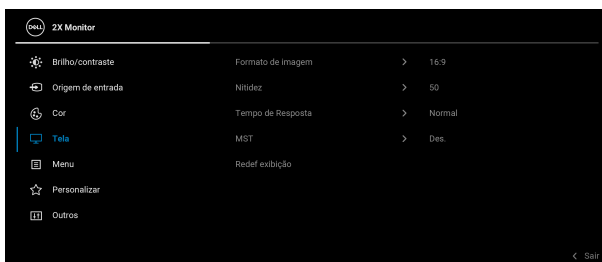 DELL 2X Monitor
Brilho/contraste Formato de imagem 16:9
Origem de entrada Nitidez 50
Cor Tempo de Resposta Normal
Tela MST Des.
Menu Redef exibição
Personalizar
Outros
Sair